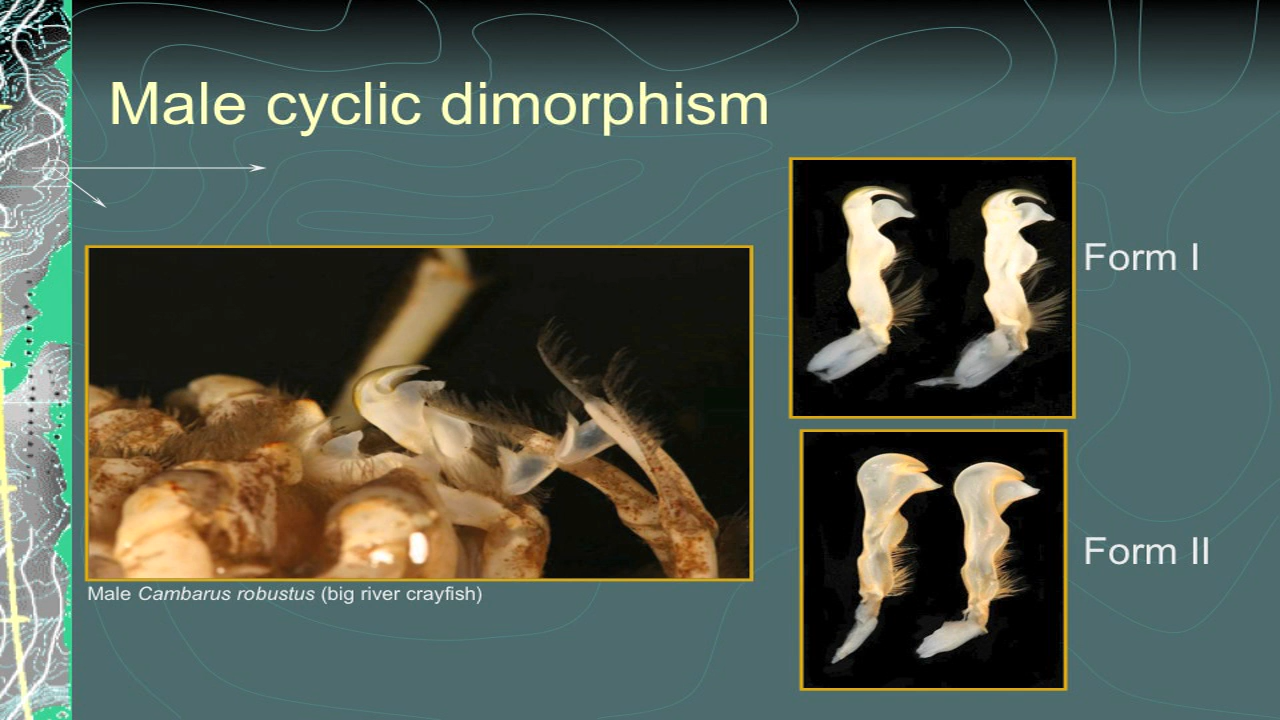 Male cyclic dimorphism
Form I
Male Cambarus robustus (big river crayfish)
Form II